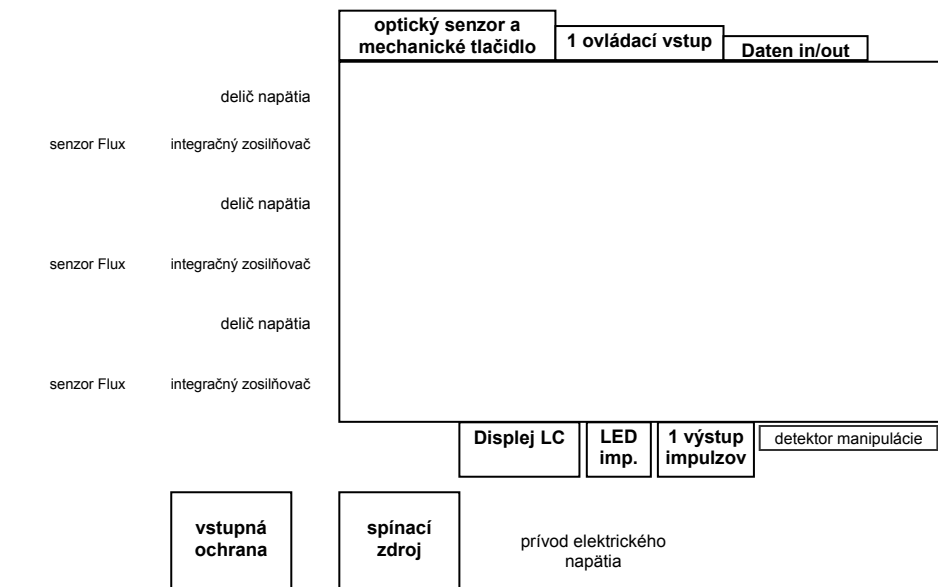 optický senzor a
mechanické tlačidlo
1 ovládací vstup
Daten in/out
delič napätia
senzor Flux
integračný zosilňovač
delič napätia
senzor Flux
integračný zosilňovač
delič napätia
senzor Flux
integračný zosilňovač
Displej LC
LED
imp.
1 výstup
impulzov
detektor manipulácie
vstupná
ochrana
spínací
zdroj
prívod elektrického
napätia